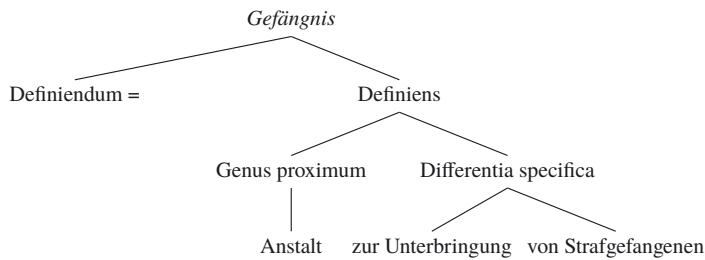 Gefängnis
Definiendum = Definiens
Genus proximum Differentia specifica
Anstalt zur Unterbringung von Strafgefangenen